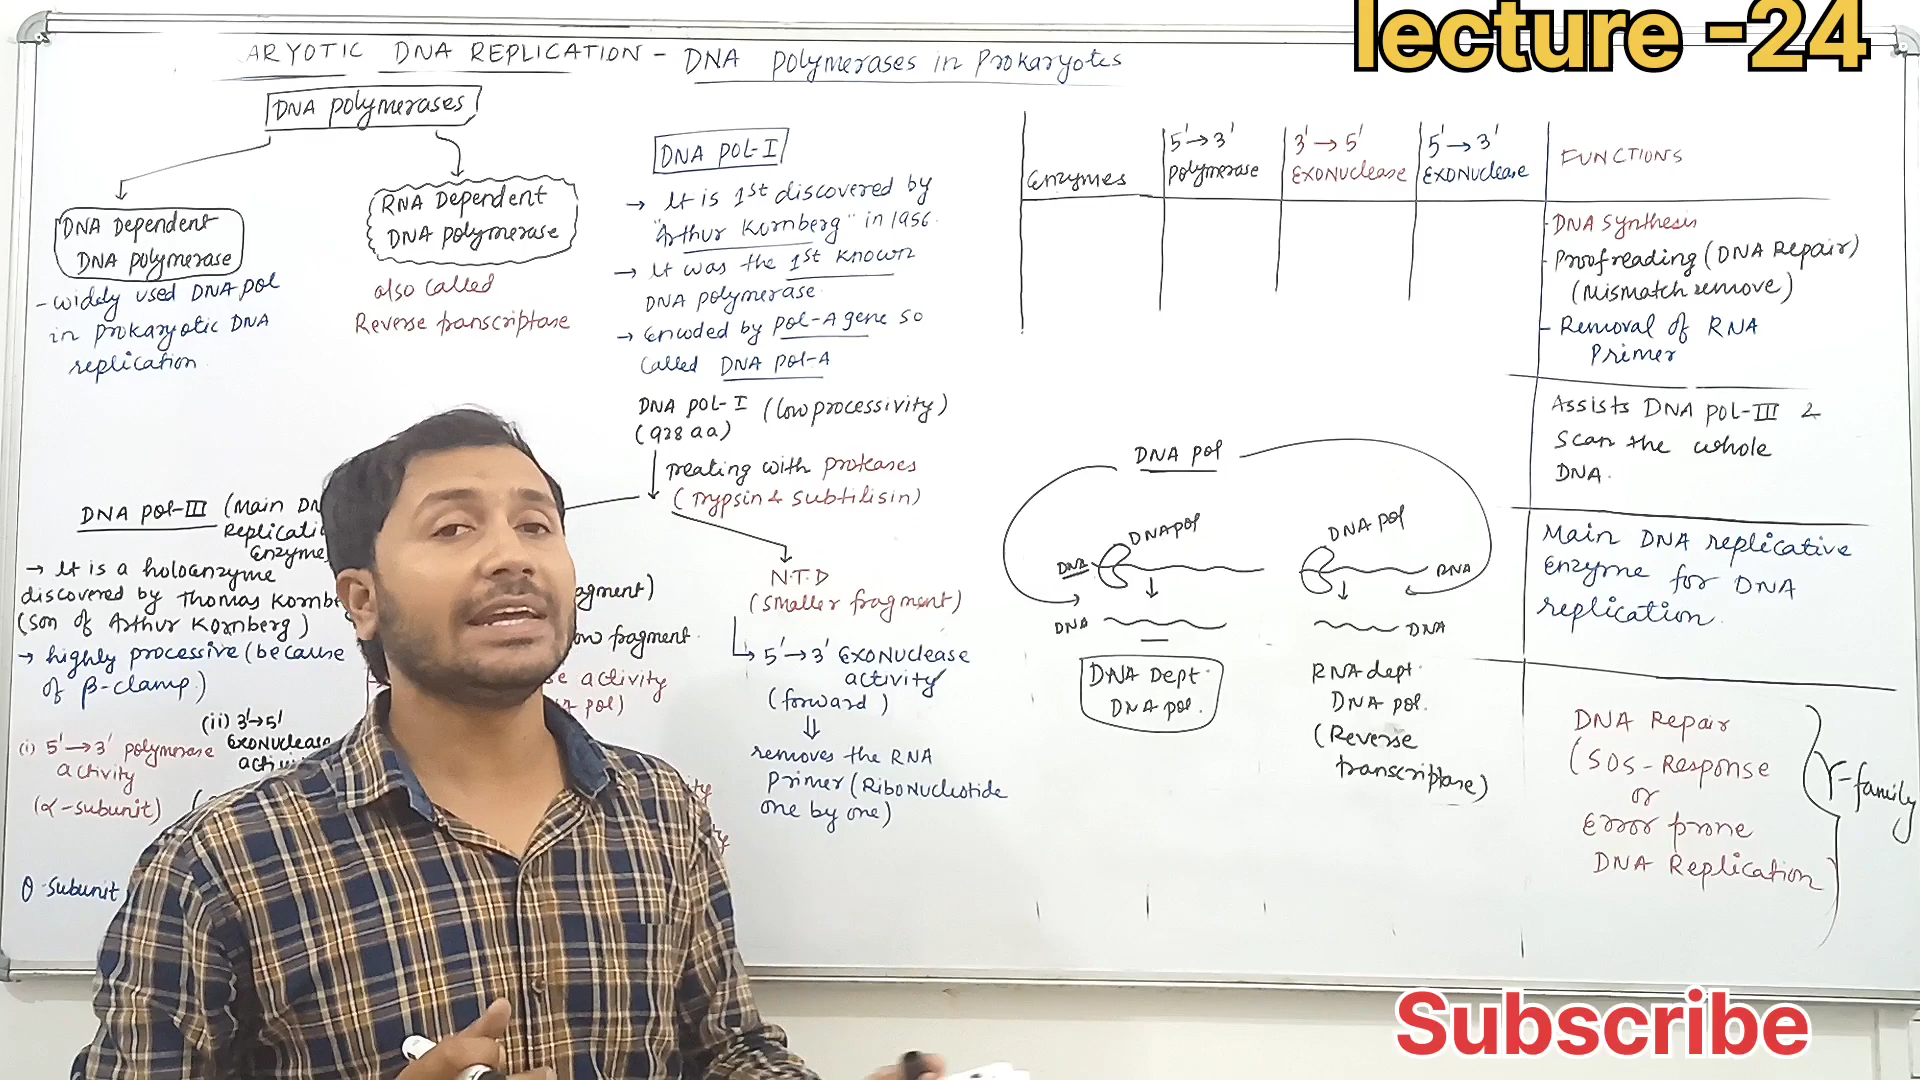 lecture -24
ARYOTIC DNA REPLICATION - DNA Polymerases in Prokaryotes
DNA Polymerases
DNA Dependent
DNA Polymerase
- widely used DNA pol
in Prokaryotic DNA
replication
RNA Dependent
DNA Polymerase
also called
Reverse transcriptase
DNA Pol-I
→ It is 1st discovered by
"Arthur Kornberg" in 1956.
→ It was the 1st known
DNA Polymerase.
→ Encoded by Pol-A gene so
called DNA Pol-A
DNA Pol-I (low processivity)
(928 aa)
treating with Proteases
(Trypsin & Subtilisin)
agment)
ow fragment.
e activity
pol)
N.T.D
(smaller fragment)
5'→3' Exonuclease
activity
(forward)
removes the RNA
Primer (Ribonucleotide
one by one)
DNA Pol-III (Main DN
Replicati
Enzyme
→ It is a holoenzyme
discovered by Thomas Kornb
(son of Arthur Kornberg)
→ highly processive (because
of β-clamp)
(i) 5'→3' Polymerase
activity
(α-subunit)
(ii) 3'→5'
Exonuclease
activi
θ-subunit
Enzymes
5'→3'
Polymerase
3'→5'
Exonuclease
5'→3'
Exonuclease
FUNCTIONS
- DNA Synthesis
- Proofreading (DNA Repair)
(Mismatch remove)
- Removal of RNA
Primer
Assists DNA Pol-III &
Scan the whole
DNA.
Main DNA replicative
Enzyme for DNA
replication.
DNA Repair
(SOS-Response
or
Error prone
DNA Replication
Y-family
DNA Pol
DNA Pol
DNA
DNA
DNA Dept.
DNA Pol.
DNA Pol
RNA
DNA
RNA dept.
DNA Pol.
(Reverse
transcriptase)
Subscribe